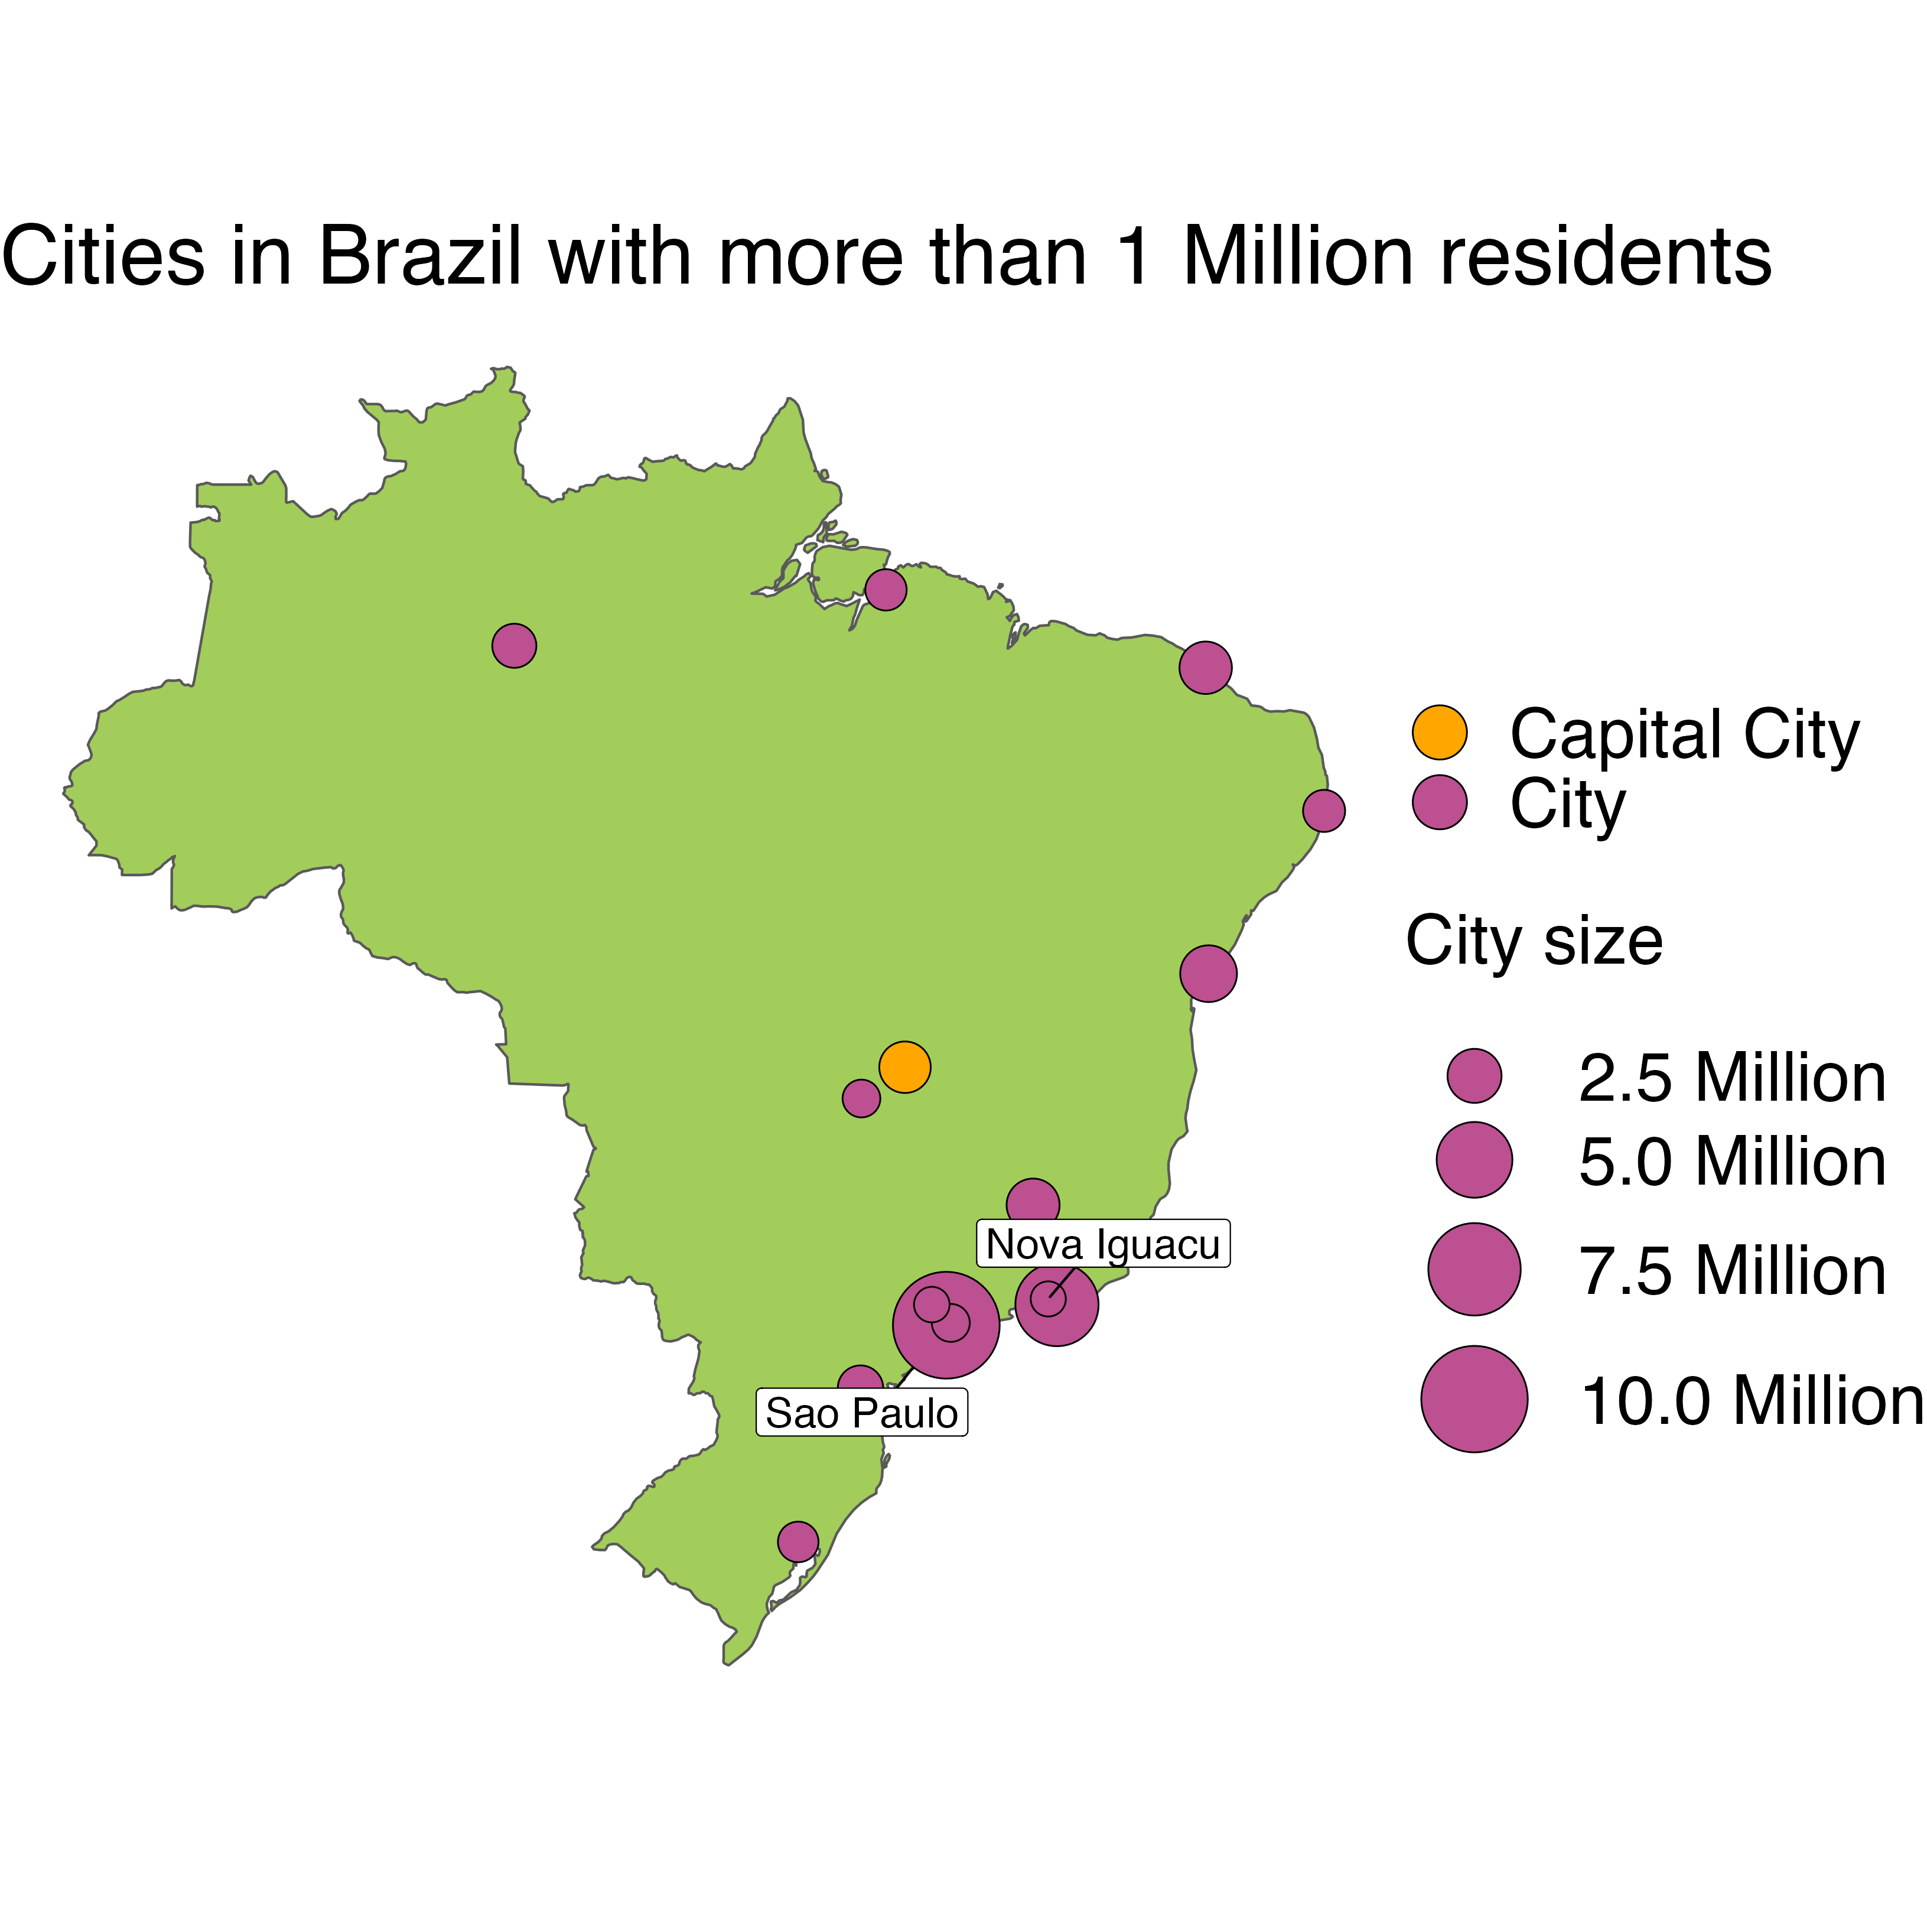 Cities in Brazil with more than 1 Million residents
Capital City
City
City size
2.5 Million
5.0 Million
7.5 Million
10.0 Million
Nova Iguacu
Sao Paulo